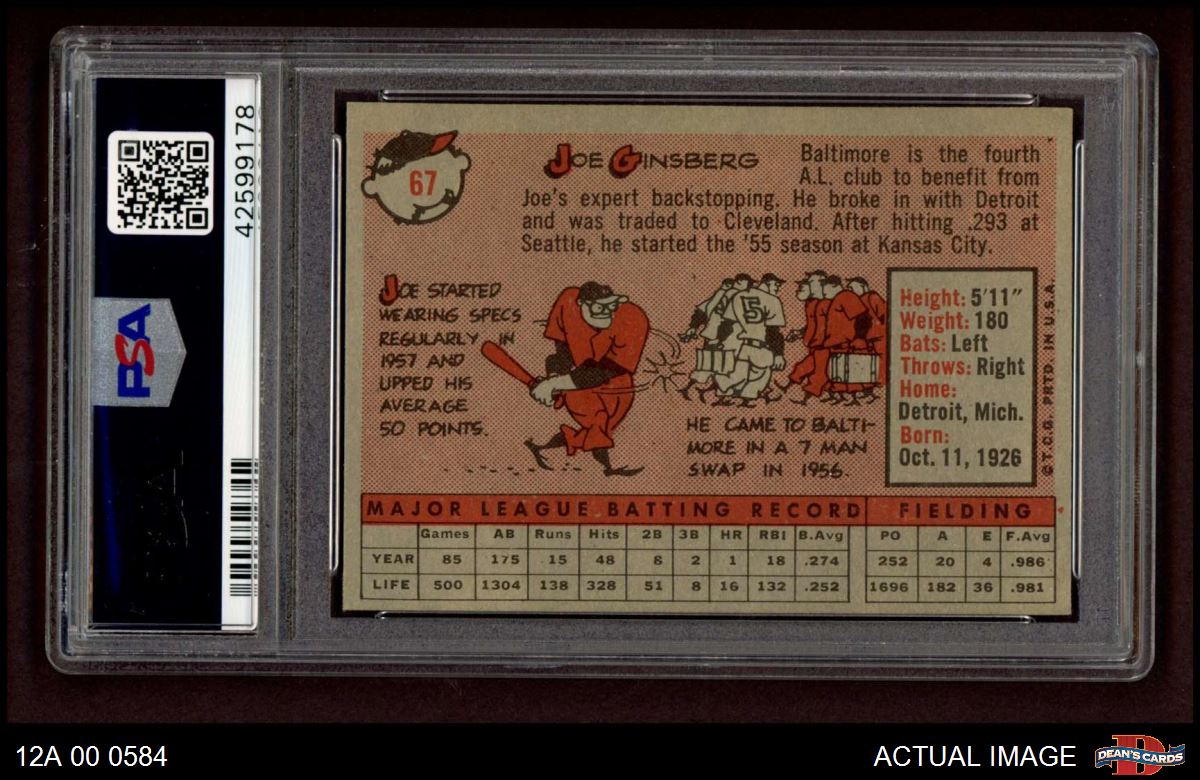 42599178
PSA
67
JOE GINSBERG
Baltimore is the fourth
A.L. club to benefit from
Joe's expert backstopping. He broke in with Detroit
and was traded to Cleveland. After hitting .293 at
Seattle, he started the '55 season at Kansas City.
JOE STARTED
WEARING SPECS
REGULARLY IN
1957 AND
UPPED HIS
AVERAGE
50 POINTS.
5
HE CAME TO BALTI-
MORE IN A 7 MAN
SWAP IN 1956.
Height: 5'11"
Weight: 180
Bats: Left
Throws: Right
Home:
Detroit, Mich.
Born:
Oct. 11, 1926
© T.C.G. PRTD. IN U.S.A.
MAJOR LEAGUE BATTING RECORD FIELDING
Games AB Runs Hits 2B 3B HR RBI B.Avg PO A E F.Avg
YEAR 85 175 15 48 8 2 1 18 .274 252 20 4 .986
LIFE 500 1304 138 328 51 8 16 132 .252 1696 182 36 .981
12A 00 0584
ACTUAL IMAGE
DEAN'S CARDS